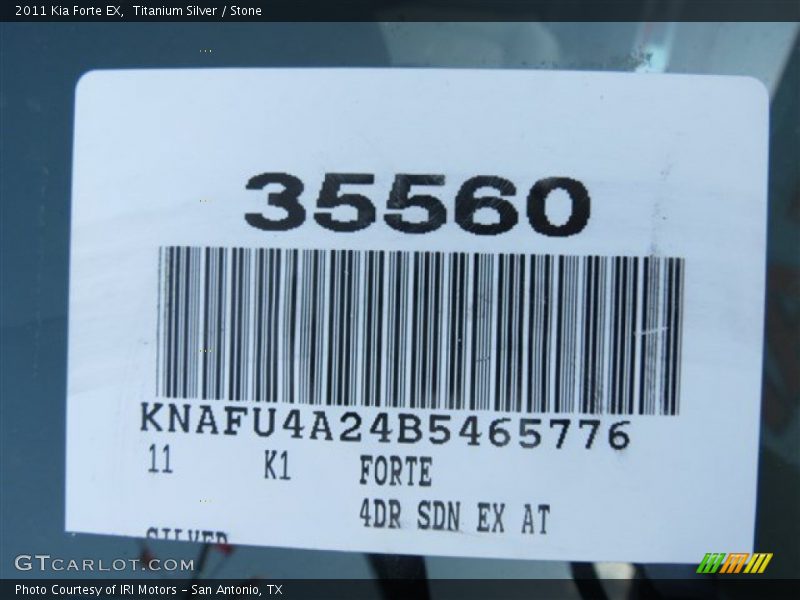 2011 Kia Forte EX,  Titanium Silver / Stone
35560
KNAFU4A24B5465776
11 K1 FORTE
4DR SDN EX AT
SILVER
GTCARLOT.COM
Photo Courtesy of IRI Motors - San Antonio, TX